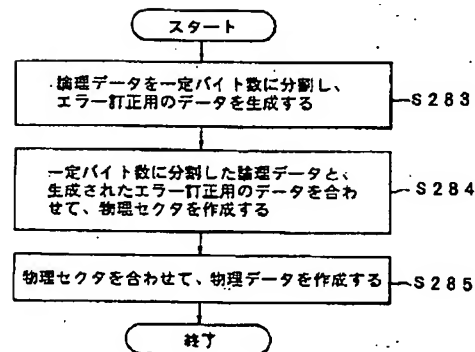 スタート
論理データを一定バイト数に分割し、
エラー訂正用のデータを生成する
S283
一定バイト数に分割した論理データと、
生成されたエラー訂正用のデータを合わ
せて、物理セクタを作成する
S284
物理セクタを合わせて、物理データを作成する
S285
終了